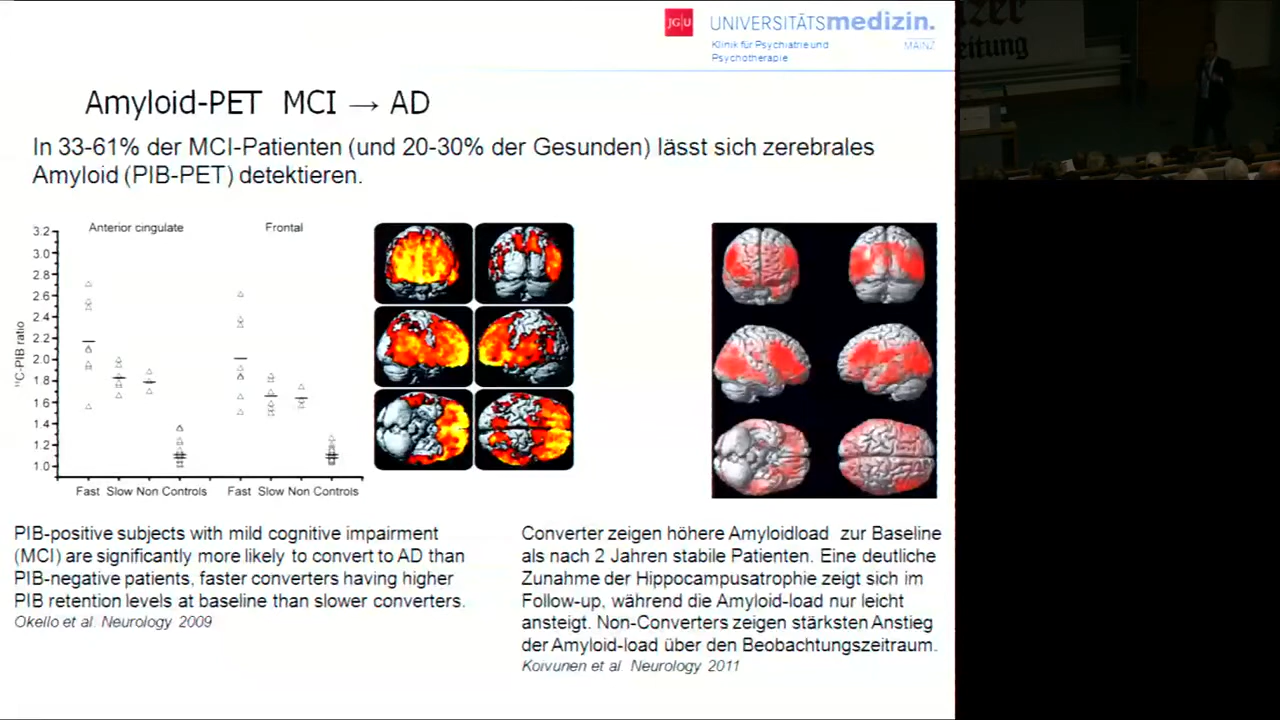 JG|U UNIVERSITÄTSmedizin.
Klinik für Psychiatrie und
Psychotherapie
MAINZ
eitung
Amyloid-PET MCI → AD
In 33-61% der MCI-Patienten (und 20-30% der Gesunden) lässt sich zerebrales
Amyloid (PIB-PET) detektieren.
Anterior cingulate Frontal
¹¹C-PIB ratio
3.2
3.0
2.8
2.6
2.4
2.2
2.0
1.8
1.6
1.4
1.2
1.0
Fast Slow Non Controls Fast Slow Non Controls
PIB-positive subjects with mild cognitive impairment
(MCI) are significantly more likely to convert to AD than
PIB-negative patients, faster converters having higher
PIB retention levels at baseline than slower converters.
Okello et al. Neurology 2009
Converter zeigen höhere Amyloidload zur Baseline
als nach 2 Jahren stabile Patienten. Eine deutliche
Zunahme der Hippocampusatrophie zeigt sich im
Follow-up, während die Amyloid-load nur leicht
ansteigt. Non-Converters zeigen stärksten Anstieg
der Amyloid-load über den Beobachtungszeitraum.
Koivunen et al. Neurology 2011